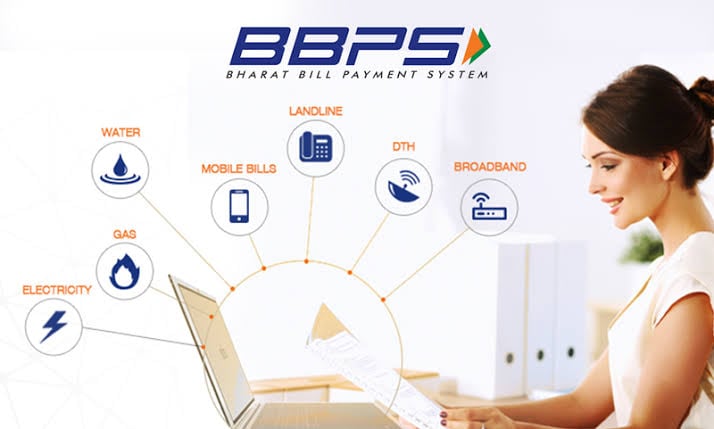 BBPS
BHARAT BILL PAYMENT SYSTEM
LANDLINE
WATER
DTH
MOBILE BILLS
BROADBAND
GAS
ELECTRICITY